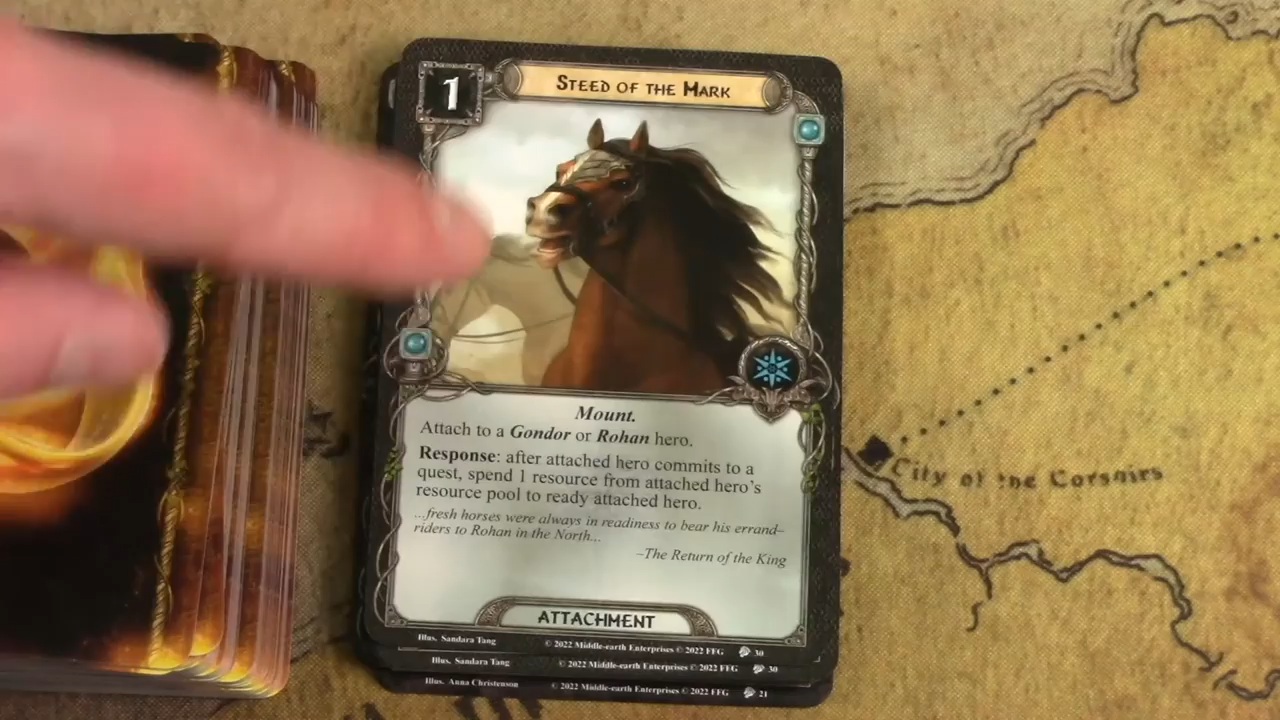 1
STEED OF THE MARK
Mount.
Attach to a Gondor or Rohan hero.
Response: after attached hero commits to a
quest, spend 1 resource from attached hero's
resource pool to ready attached hero.
...fresh horses were always in readiness to bear his errand–
riders to Rohan in the North...
–The Return of the King
ATTACHMENT
Illus. Sandara Tang © 2022 Middle-earth Enterprises © 2022 FFG 30
Illus. Sandara Tang © 2022 Middle-earth Enterprises © 2022 FFG 30
Illus. Anna Christenson © 2022 Middle-earth Enterprises © 2022 FFG 21
City of the Corsairs